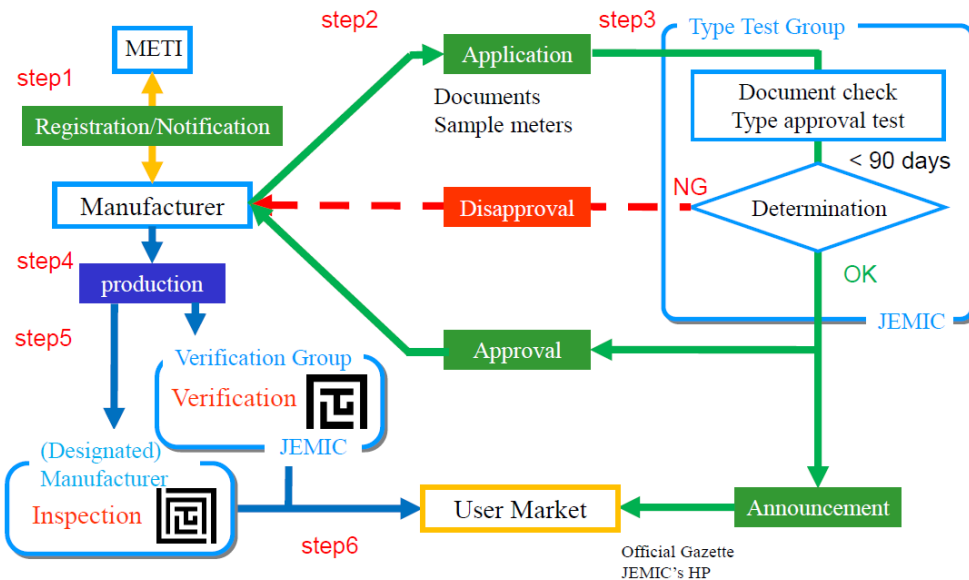 step2
step3
Type Test Group
METI
Application
step1
Document check
Type approval test
Documents
Sample meters
Registration/Notification
< 90 days
NG
Manufacturer
Disapproval
Determination
step4
OK
production
JEMIC
step5
Approval
Verification Group
Verification
(Designated)
Manufacturer
JEMIC
Inspection
User Market
Announcement
step6
Official Gazette
JEMIC's HP